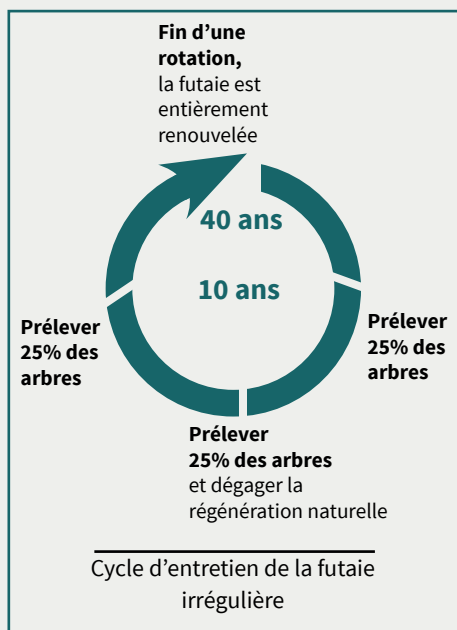 Fin d’une
rotation,
la futaie est
entièrement
renouvelée
40 ans
10 ans
Prélever
25% des
arbres
Prélever
25% des
arbres
Prélever
25% des arbres
et dégager la
régénération naturelle
Cycle d’entretien de la futaie
irrégulière